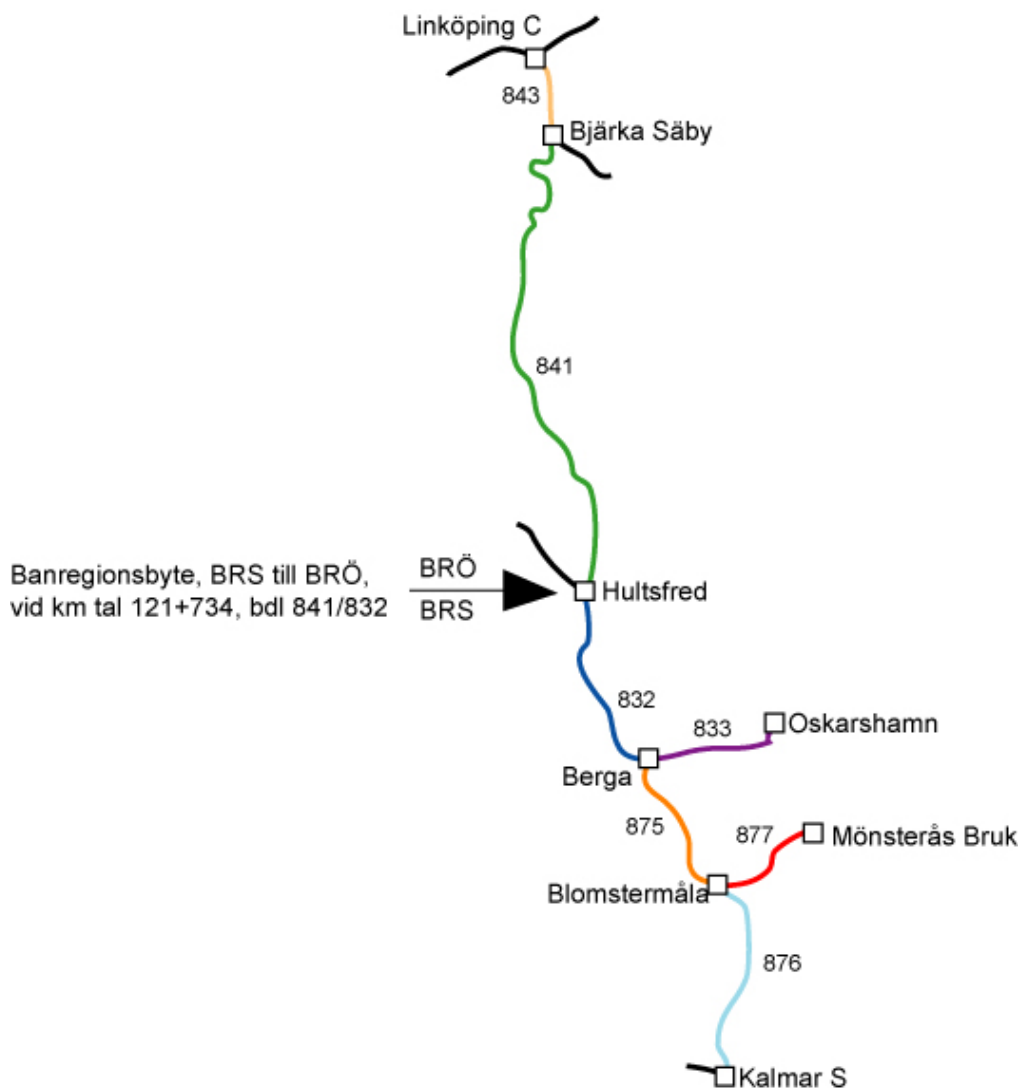 Linköping C
843
Bjärka Säby
841
Banregionsbyte, BRS till BRÖ,
vid km tal 121+734, bdl 841/832
BRÖ
BRS
Hultsfred
832
833
Oskarshamn
Berga
875
877
Mönsterås Bruk
Blomstermåla
876
Kalmar S